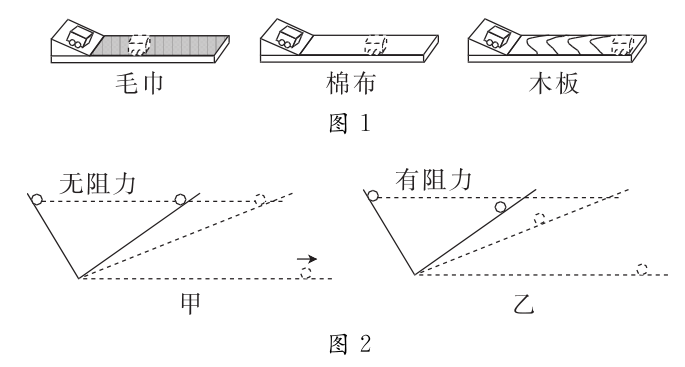 毛巾 棉布 木板
图 1
无阻力 有阻力
甲 乙
图 2